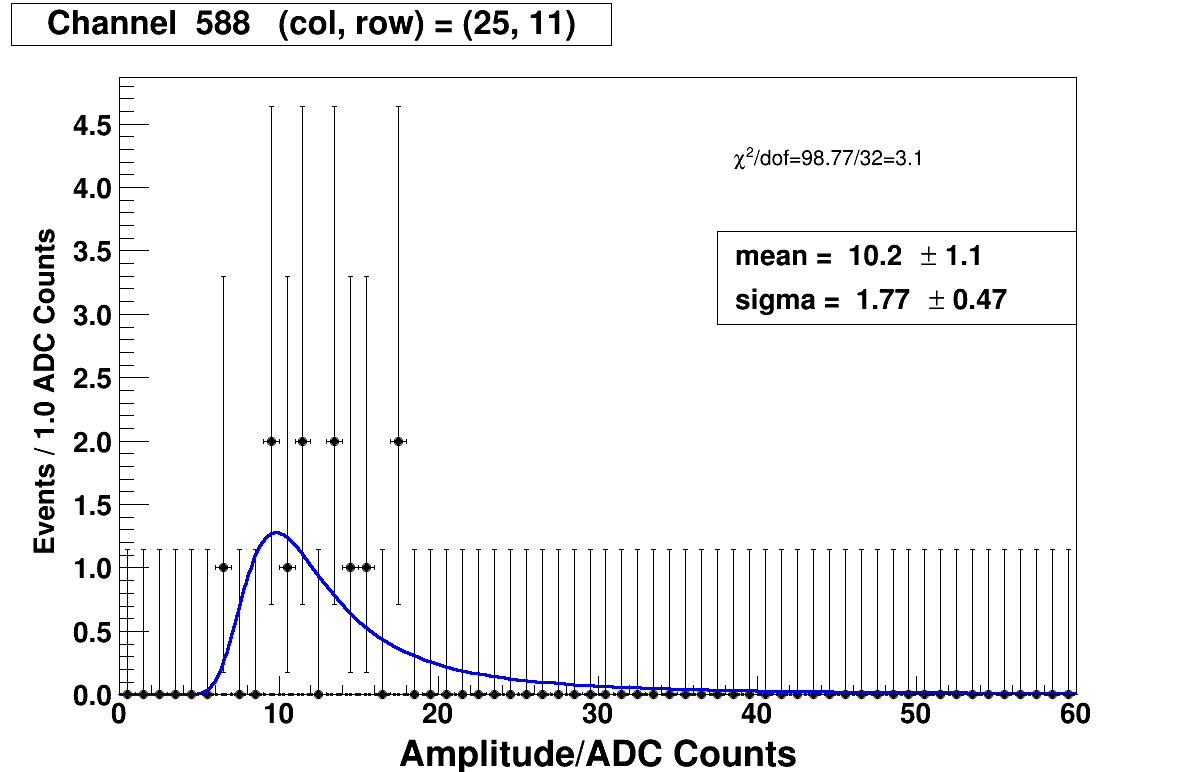 Channel 588 (col, row) = (25, 11)
Events / 1.0 ADC Counts
4.5
4.0
3.5
3.0
2.5
2.0
1.5
1.0
0.5
0.0
χ²/dof=98.77/32=3.1
mean = 10.2 ± 1.1
sigma = 1.77 ± 0.47
0 10 20 30 40 50 60
Amplitude/ADC Counts